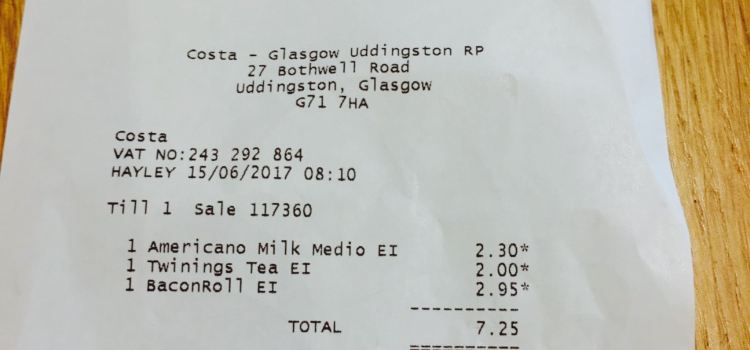 Costa - Glasgow Uddingston RP
27 Bothwell Road
Uddingston, Glasgow
G71 7HA
Costa
VAT NO:243 292 864
HAYLEY 15/06/2017 08:10
Till 1 Sale 117360
1 Americano Milk Medio EI 2.30*
1 Twinings Tea EI 2.00*
1 BaconRoll EI 2.95*
----------
TOTAL 7.25
==========